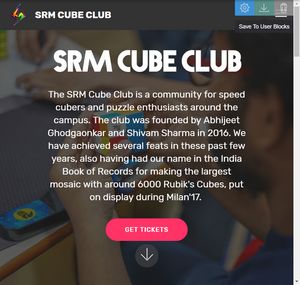 SRM CUBE CLUB
Save To User Blocks
SRM CUBE CLUB
The SRM Cube Club is a community for speed
cubers and puzzle enthusiasts around the
campus. The club was founded by Abhijeet
Ghodgaonkar and Shivam Sharma in 2016. We
have achieved several feats in these past few
years, also having had our name in the India
Book of Records for making the largest
mosaic with around 6000 Rubik's Cubes, put
on display during Milan'17.
GET TICKETS